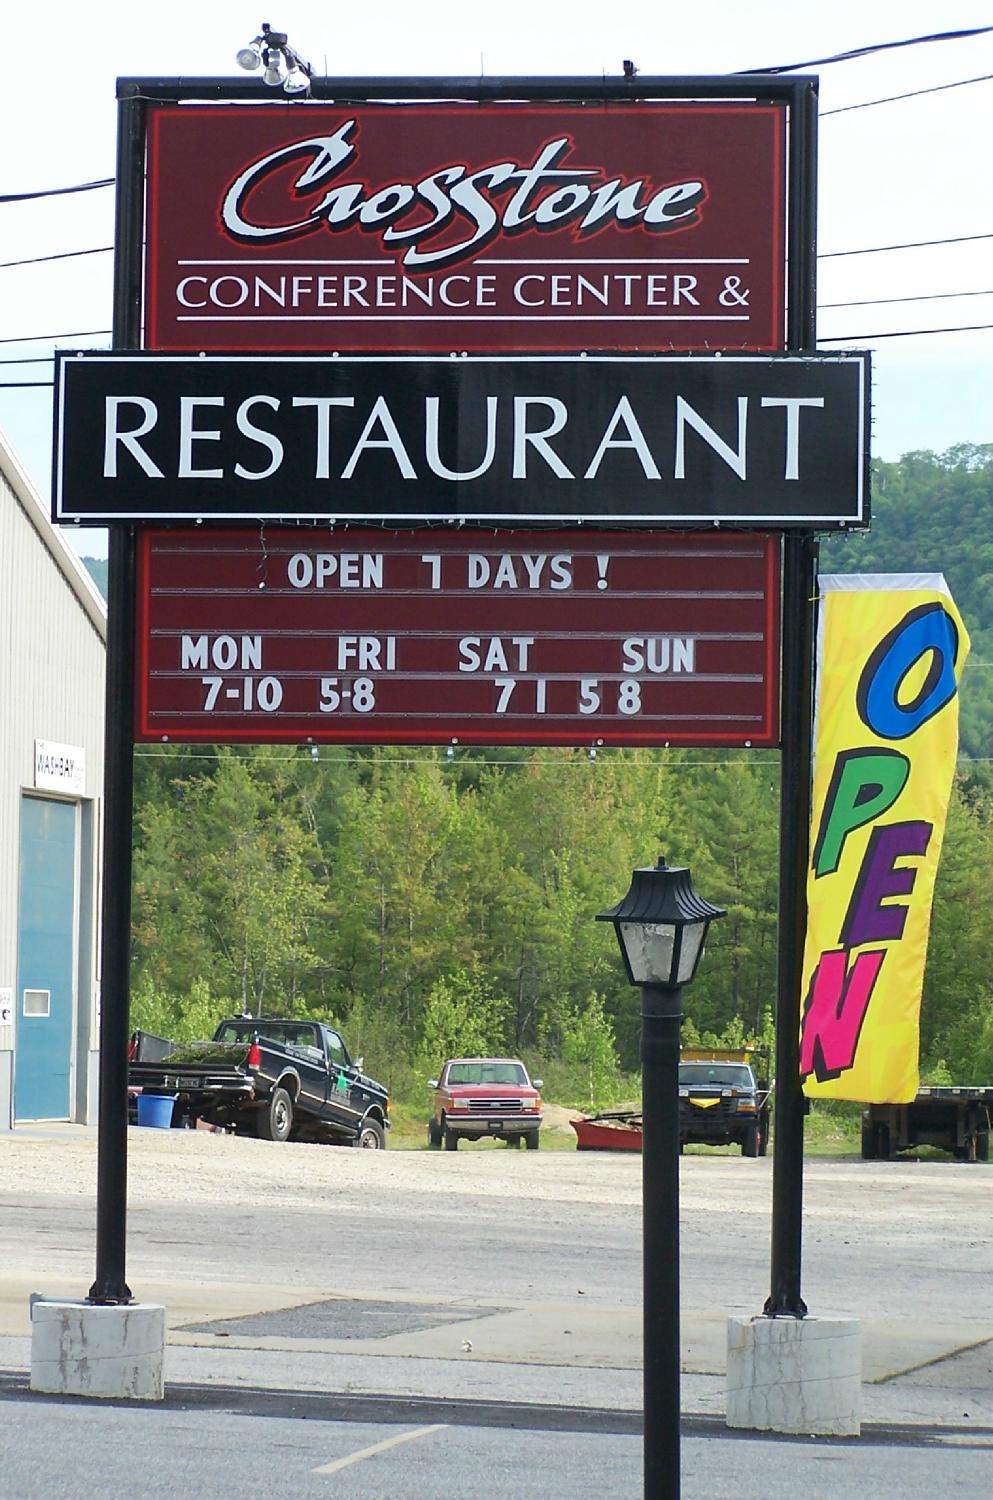 CrosStone
CONFERENCE CENTER &
RESTAURANT
OPEN 7 DAYS !
MON FRI SAT SUN
7-10 5-8 7 1 5 8
OPEN
WASHBAY